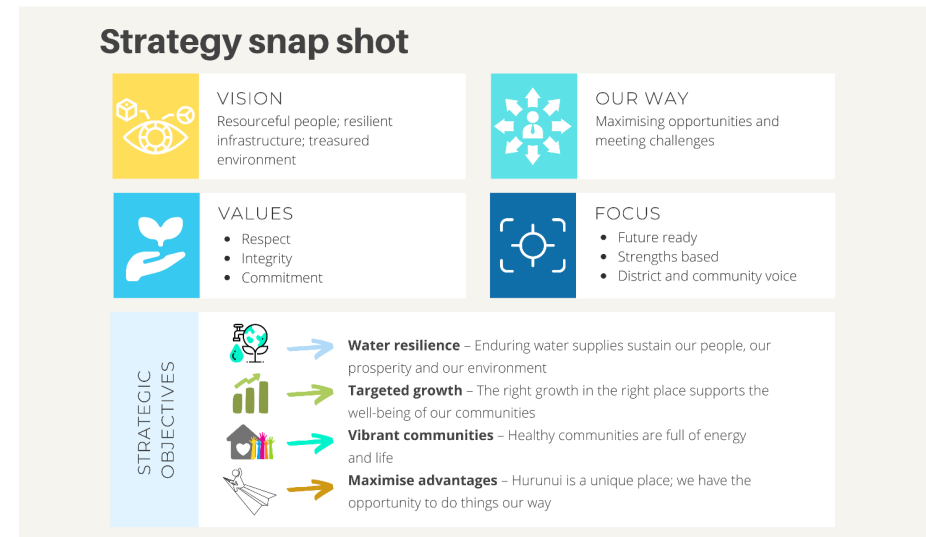 Strategy snap shot
VISION
Resourceful people; resilient
infrastructure; treasured
environment
OUR WAY
Maximising opportunities and
meeting challenges
VALUES
• Respect
• Integrity
• Commitment
FOCUS
• Future ready
• Strengths based
• District and community voice
STRATEGIC
OBJECTIVES
Water resilience – Enduring water supplies sustain our people, our
prosperity and our environment
Targeted growth – The right growth in the right place supports the
well-being of our communities
Vibrant communities – Healthy communities are full of energy
and life
Maximise advantages – Hurunui is a unique place; we have the
opportunity to do things our way